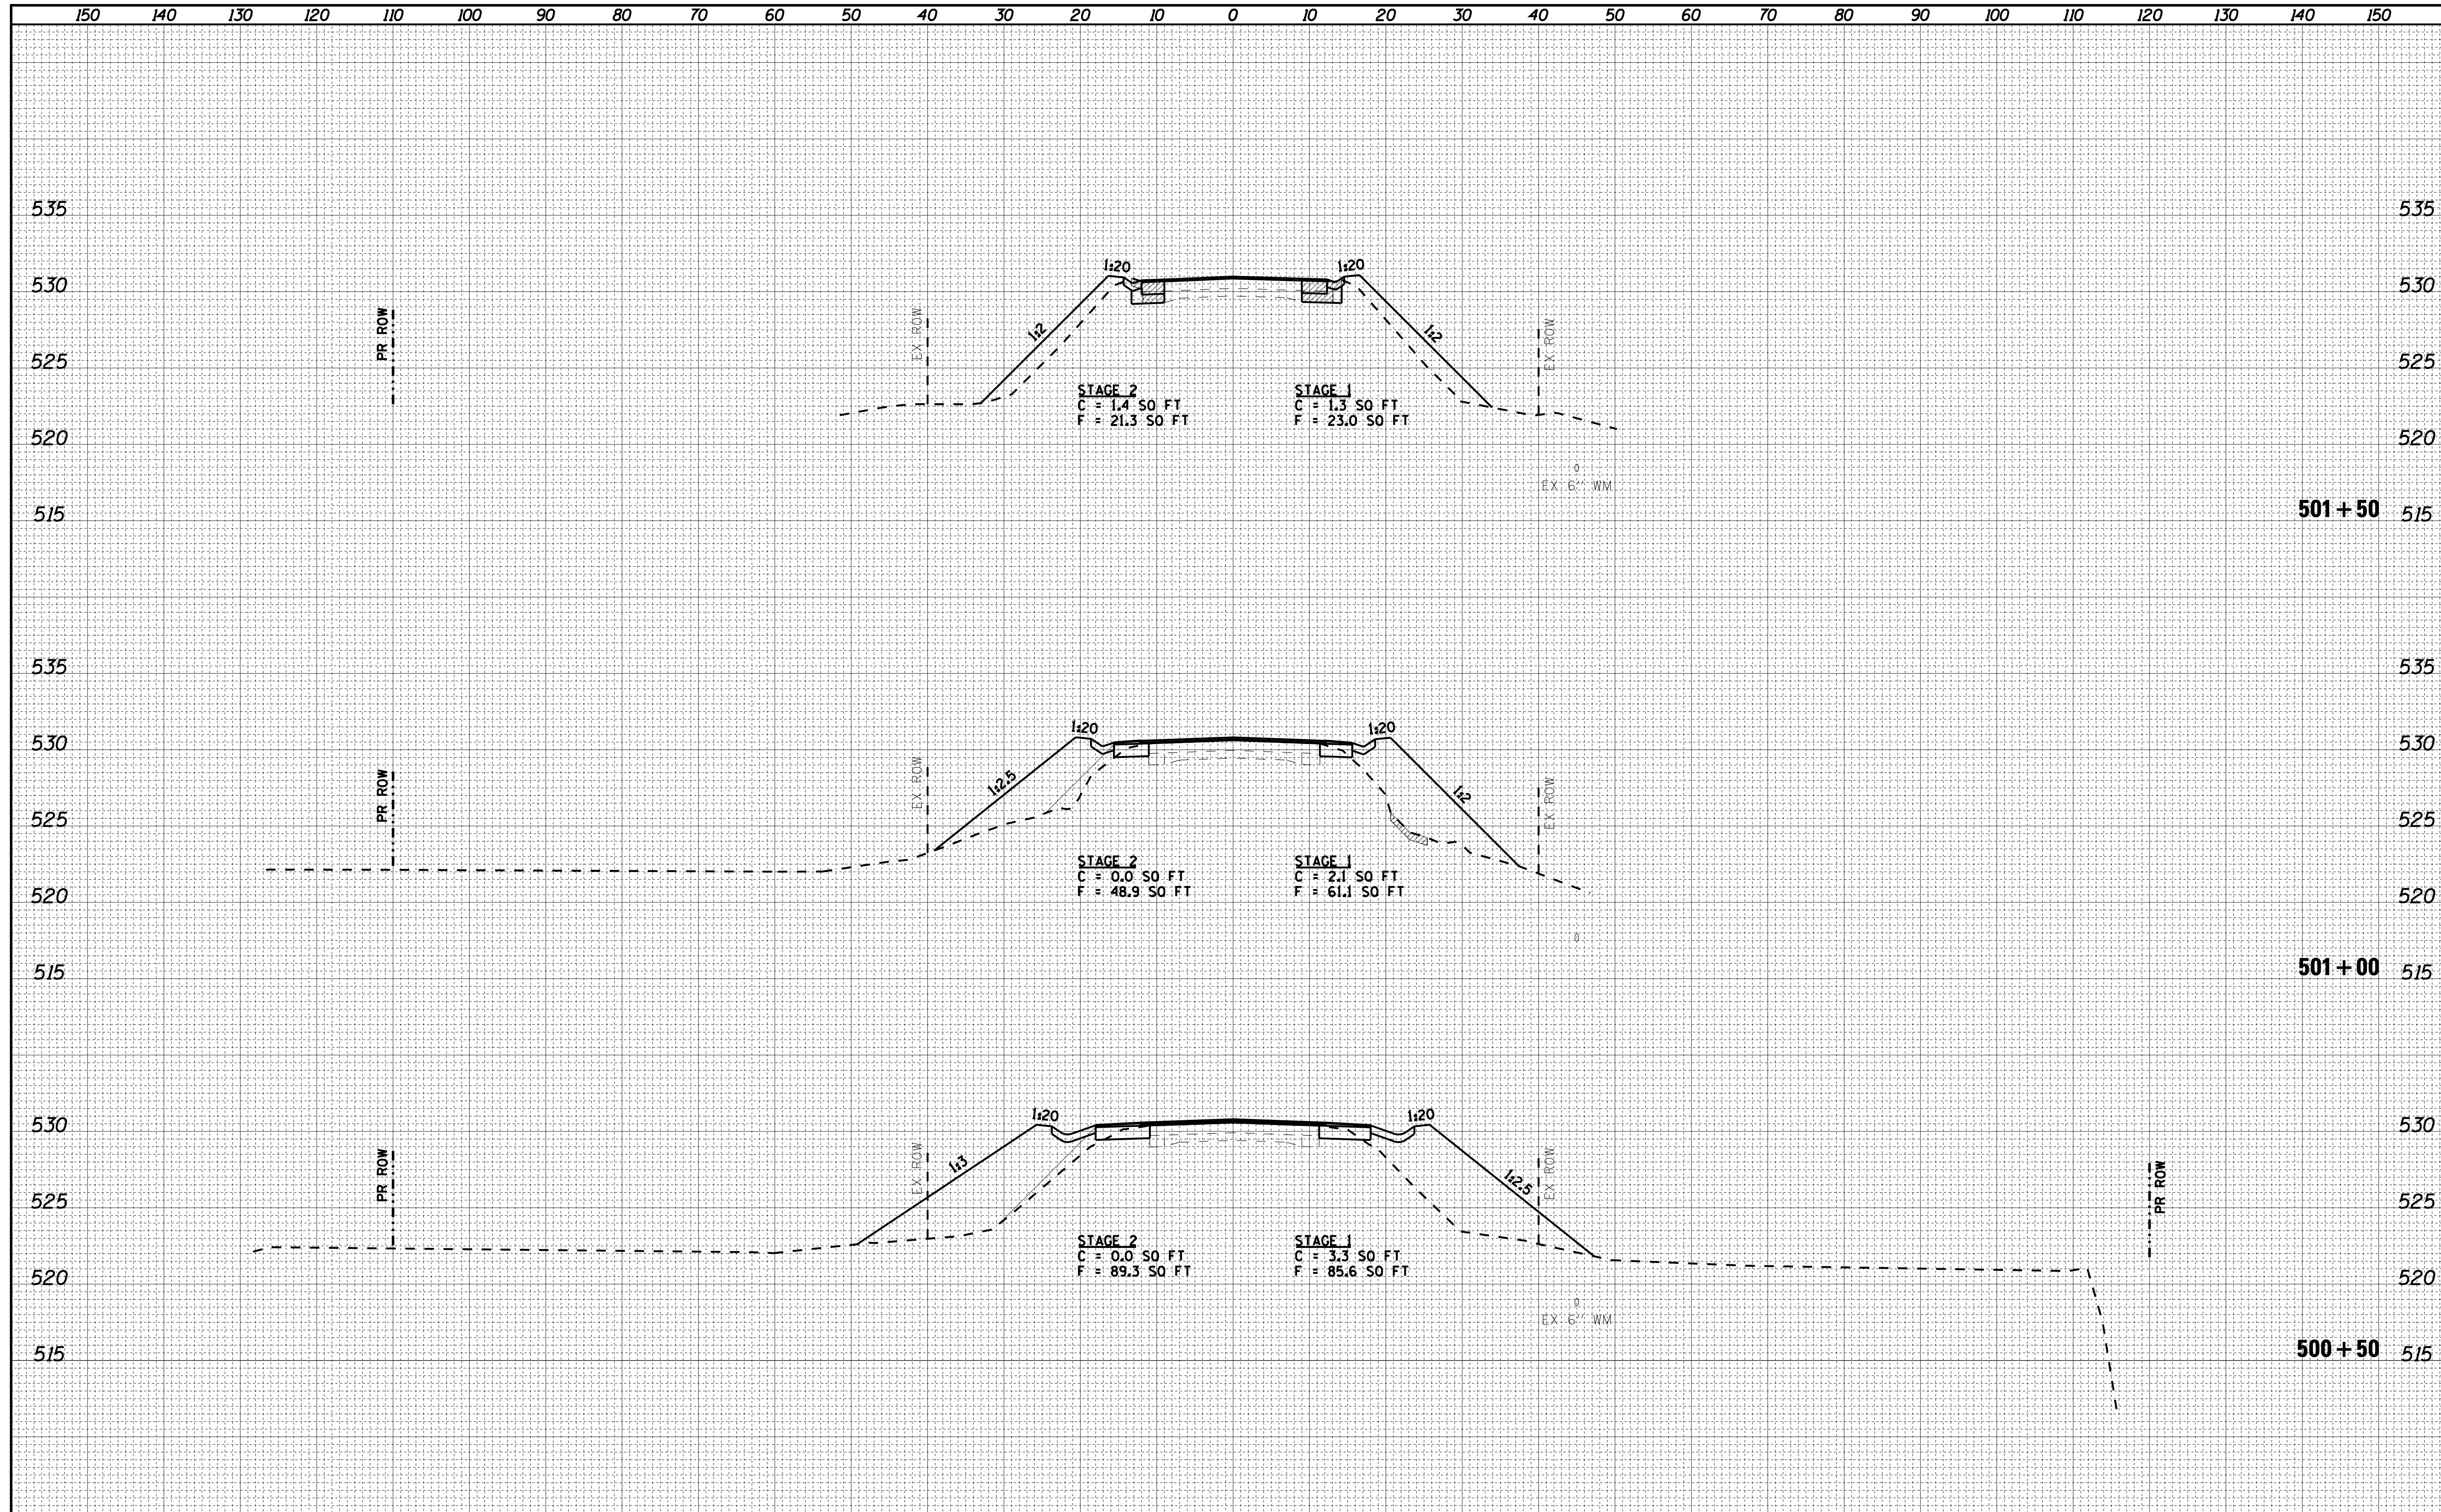 150 140 130 120 110 100 90 80 70 60 50 40 30 20 10 0 10 20 30 40 50 60 70 80 90 100 110 120 130 140 150
535 535
1:20 1:20
530 530
PR ROW EX ROW 1:2 1:2 EX ROW
525 525
STAGE 2 STAGE 1
C = 1.4 SQ FT C = 1.3 SQ FT
F = 21.3 SQ FT F = 23.0 SQ FT
520 520
EX 6'' WM
515 501+50 515
535 535
1:20 1:20
530 530
PR ROW EX ROW 1:2.5 1:2 EX ROW
525 525
STAGE 2 STAGE 1
C = 0.0 SQ FT C = 2.1 SQ FT
F = 48.9 SQ FT F = 61.1 SQ FT
520 520
515 501+00 515
1:20 1:20
530 530
PR ROW EX ROW 1:3 1:2.5 EX ROW PR ROW
525 525
STAGE 2 STAGE 1
C = 0.0 SQ FT C = 3.3 SQ FT
F = 89.3 SQ FT F = 85.6 SQ FT
520 520
EX 6'' WM
515 500+50 515